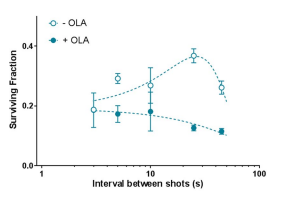 - OLA
+ OLA
Surviving Fraction
0.4
0.2
0.0
1
10
100
Interval between shots (s)